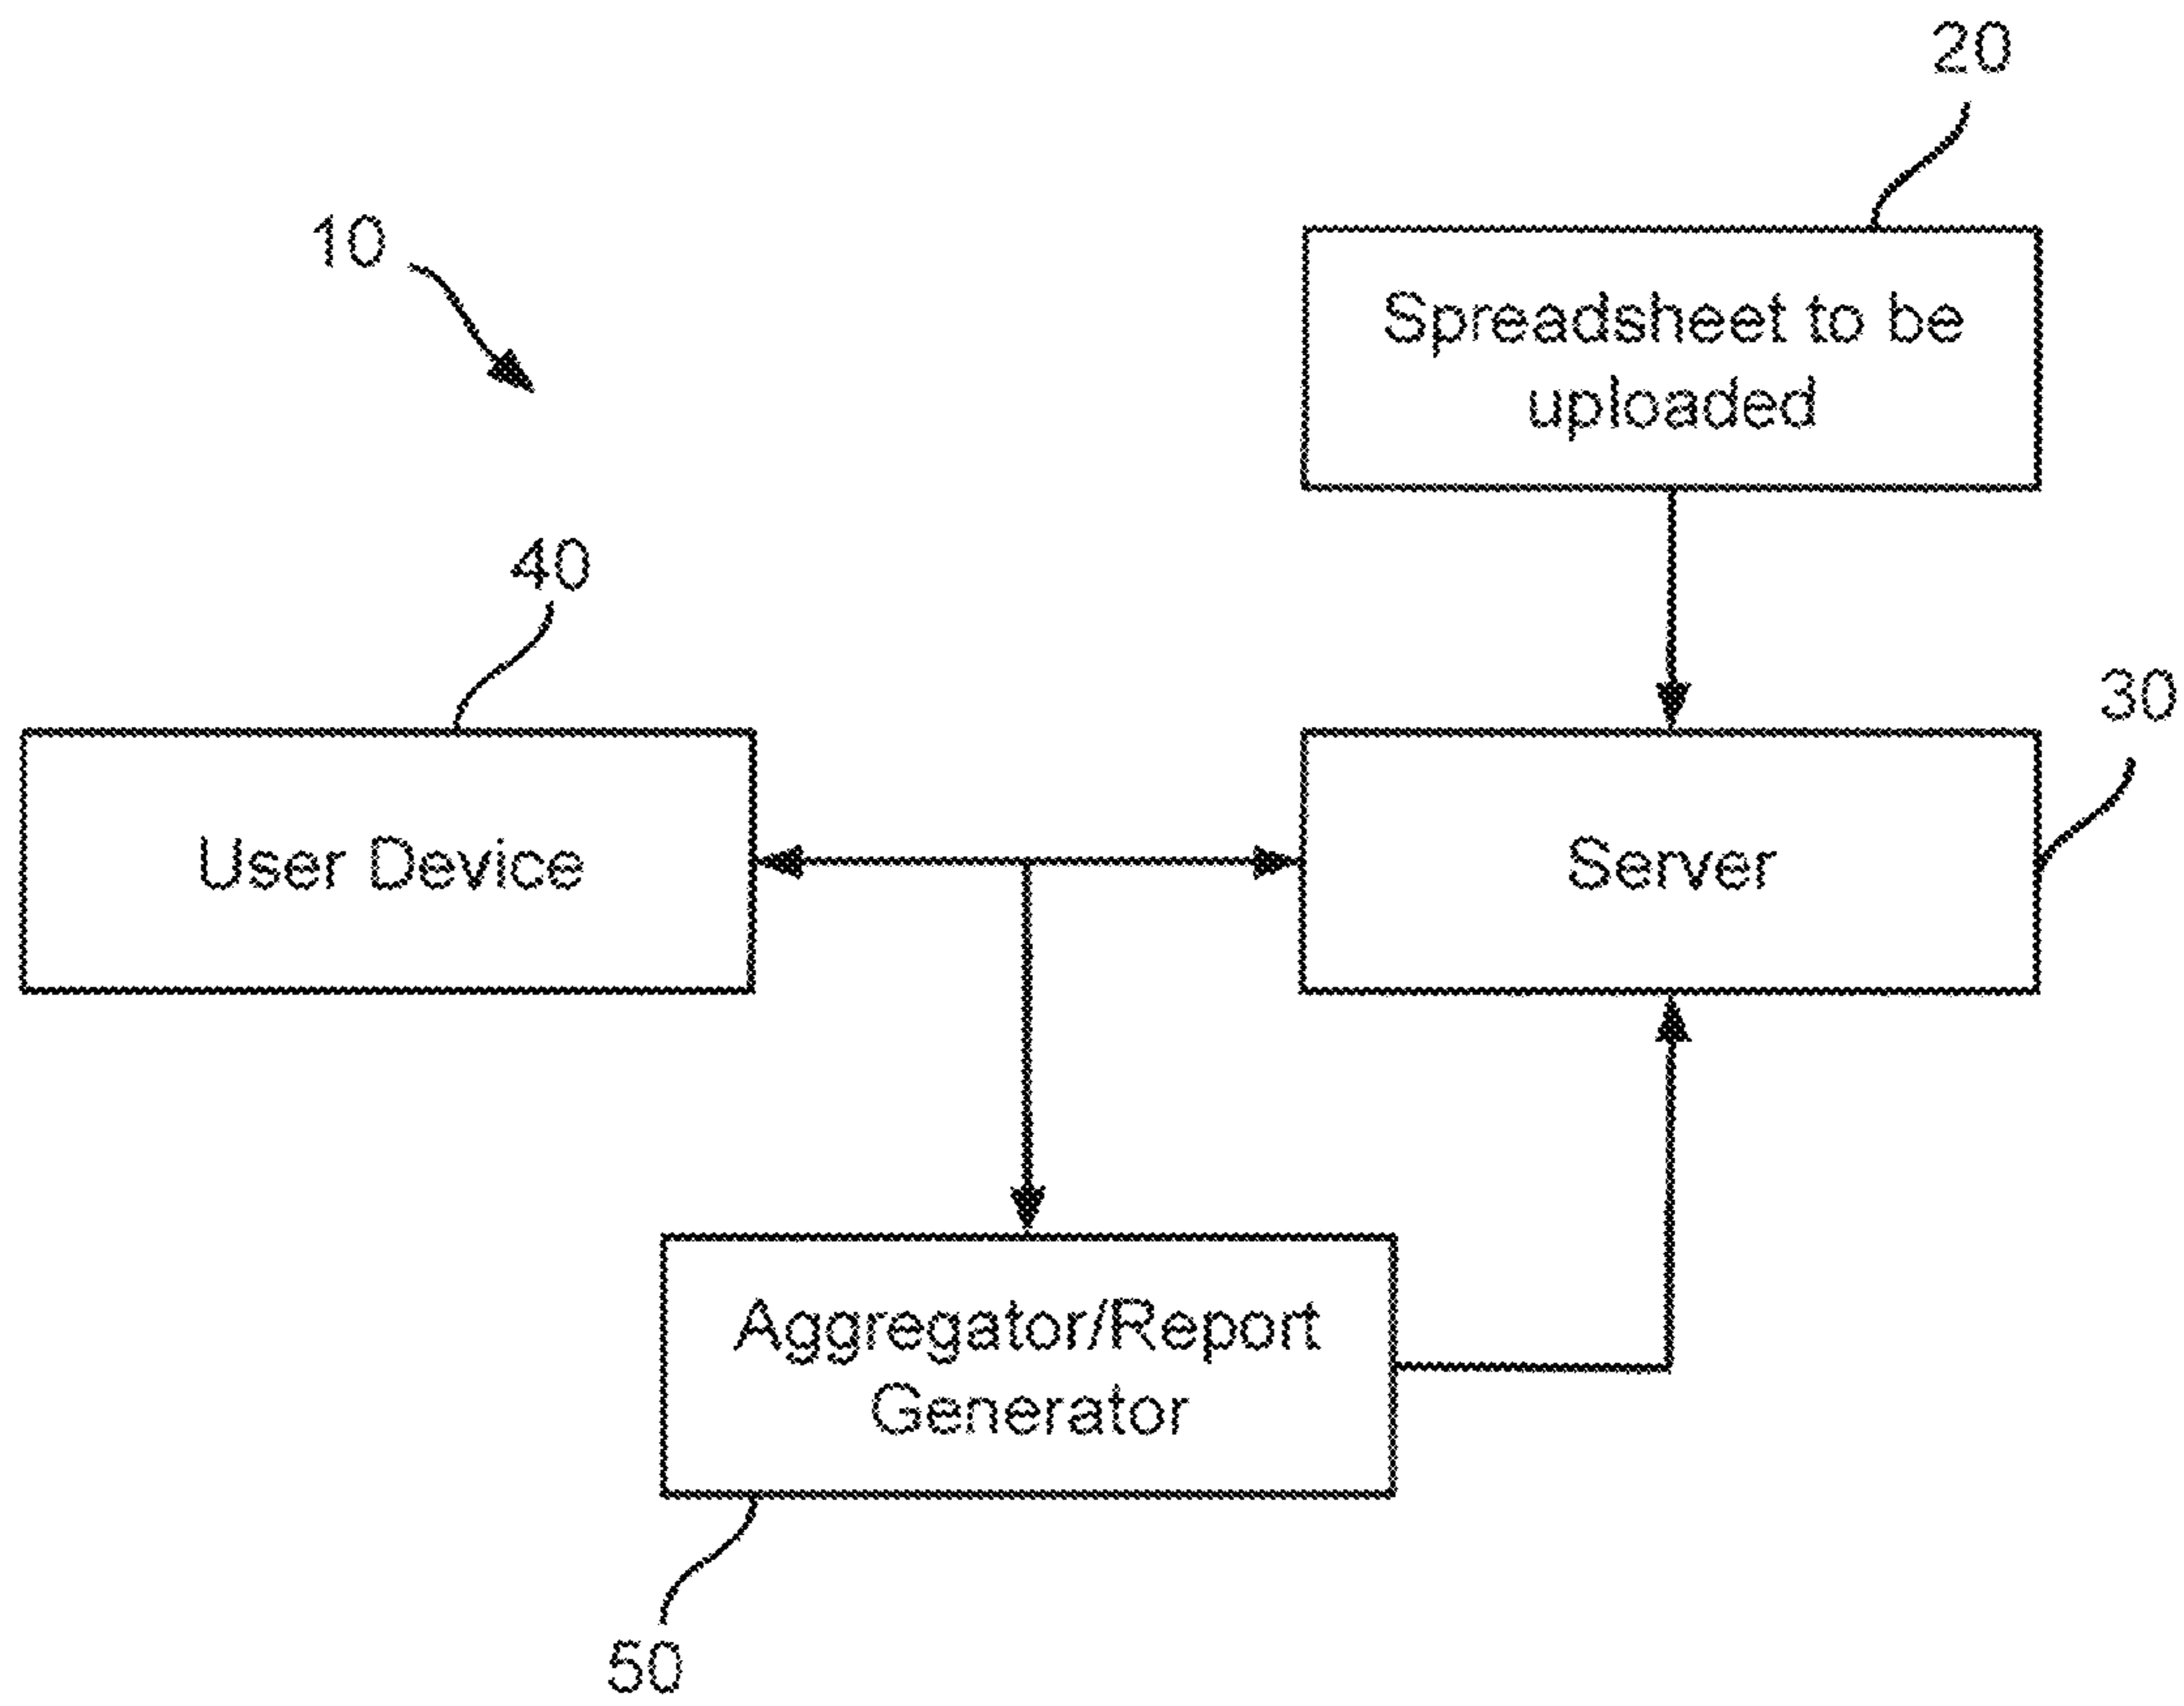 20
10
Spreadsheet to be
uploaded
40
30
User Device
Server
Aggregator/Report
Generator
50